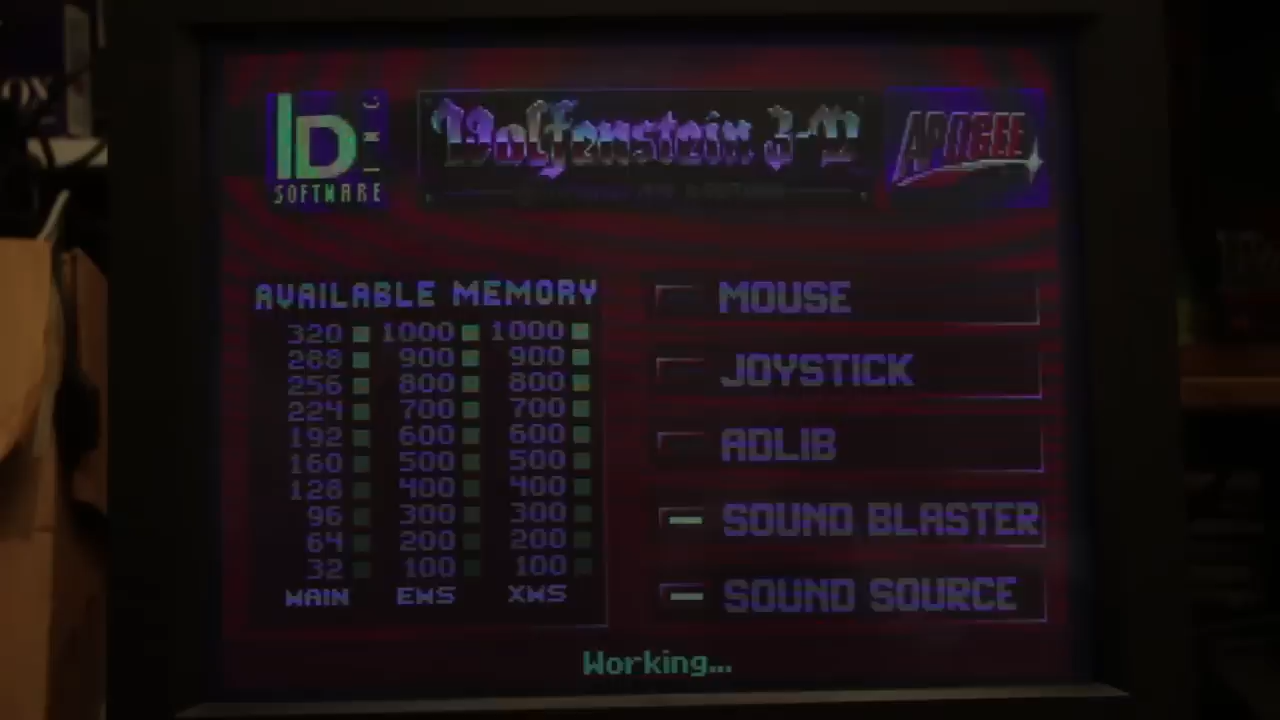 OX
ID INC
SOFTWARE
Wolfenstein 3-D
APOGEE
AVAILABLE MEMORY
320 1000 1000
288 900 900
256 800 800
224 700 700
192 600 600
160 500 500
128 400 400
96 300 300
64 200 200
32 100 100
MAIN EMS XMS
MOUSE
JOYSTICK
ADLIB
SOUND BLASTER
SOUND SOURCE
Working...